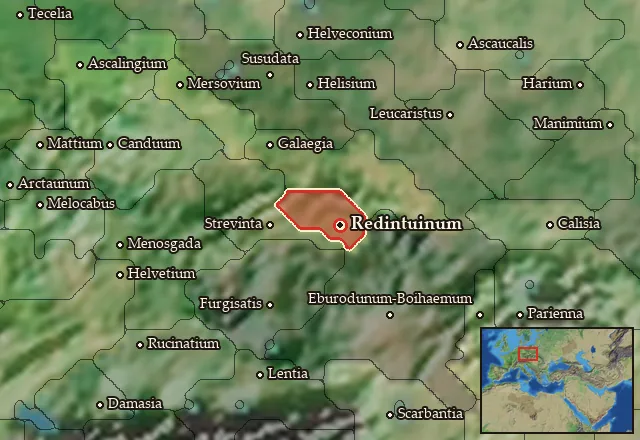 Tecelia
Helveconium
Ascaucalis
Susudata
Ascalingium
Mersovium
Helisium
Harium
Leucaristus
Manimium
Mattium
Canduum
Galaegia
Arctaunum
Melocabus
Strevinta
Redintuinum
Calisia
Menosgada
Helvetium
Furgisatis
Eburodunum-Boihaemum
Parienna
Rucinatium
Lentia
Damasia
Scarbantia